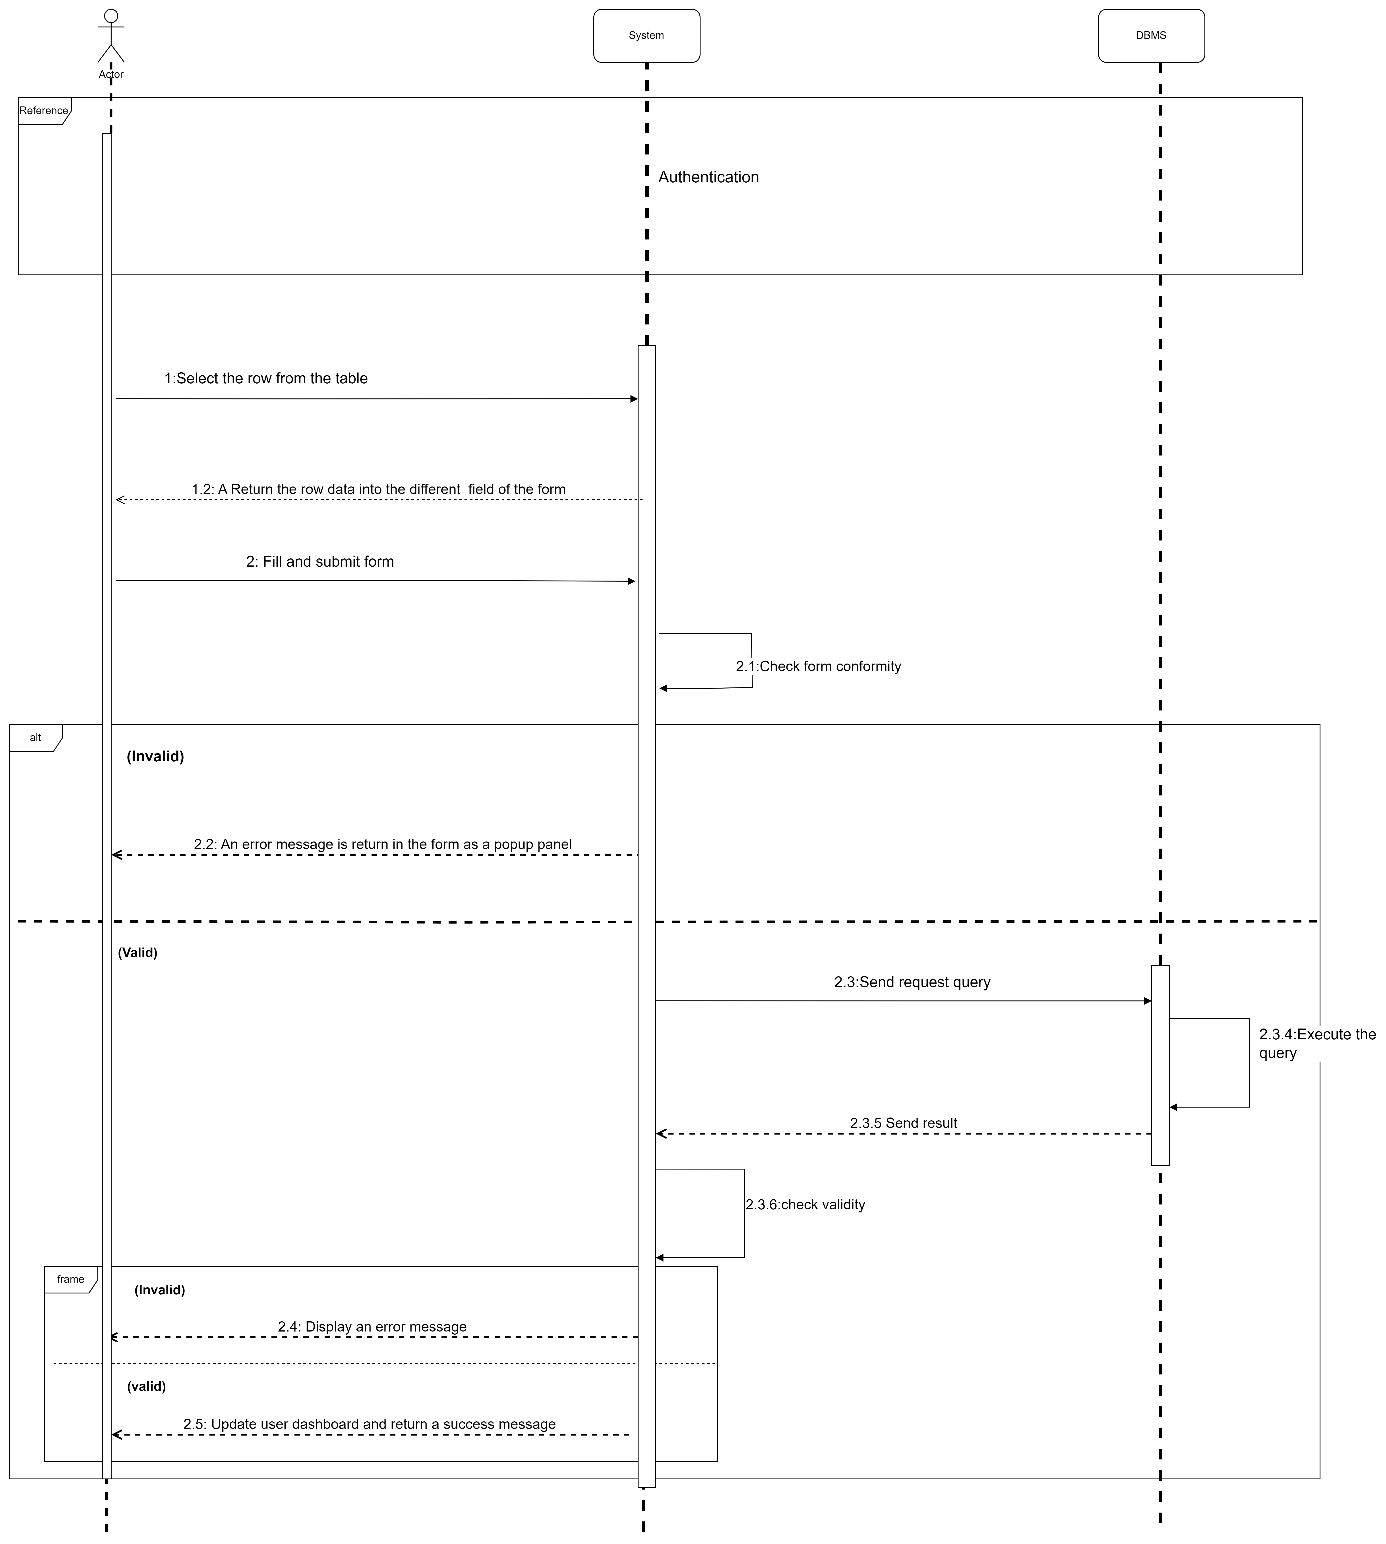 Actor
System
DBMS
Reference
Authentication
1:Select the row from the table
1.2: A Return the row data into the different  field of the form
2: Fill and submit form
2.1:Check form conformity
alt
(Invalid)
2.2: An error message is return in the form as a popup panel
(Valid)
2.3:Send request query
2.3.4:Execute the
query
2.3.5 Send result
2.3.6:check validity
frame
(Invalid)
2.4: Display an error message
(valid)
2.5: Update user dashboard and return a success message